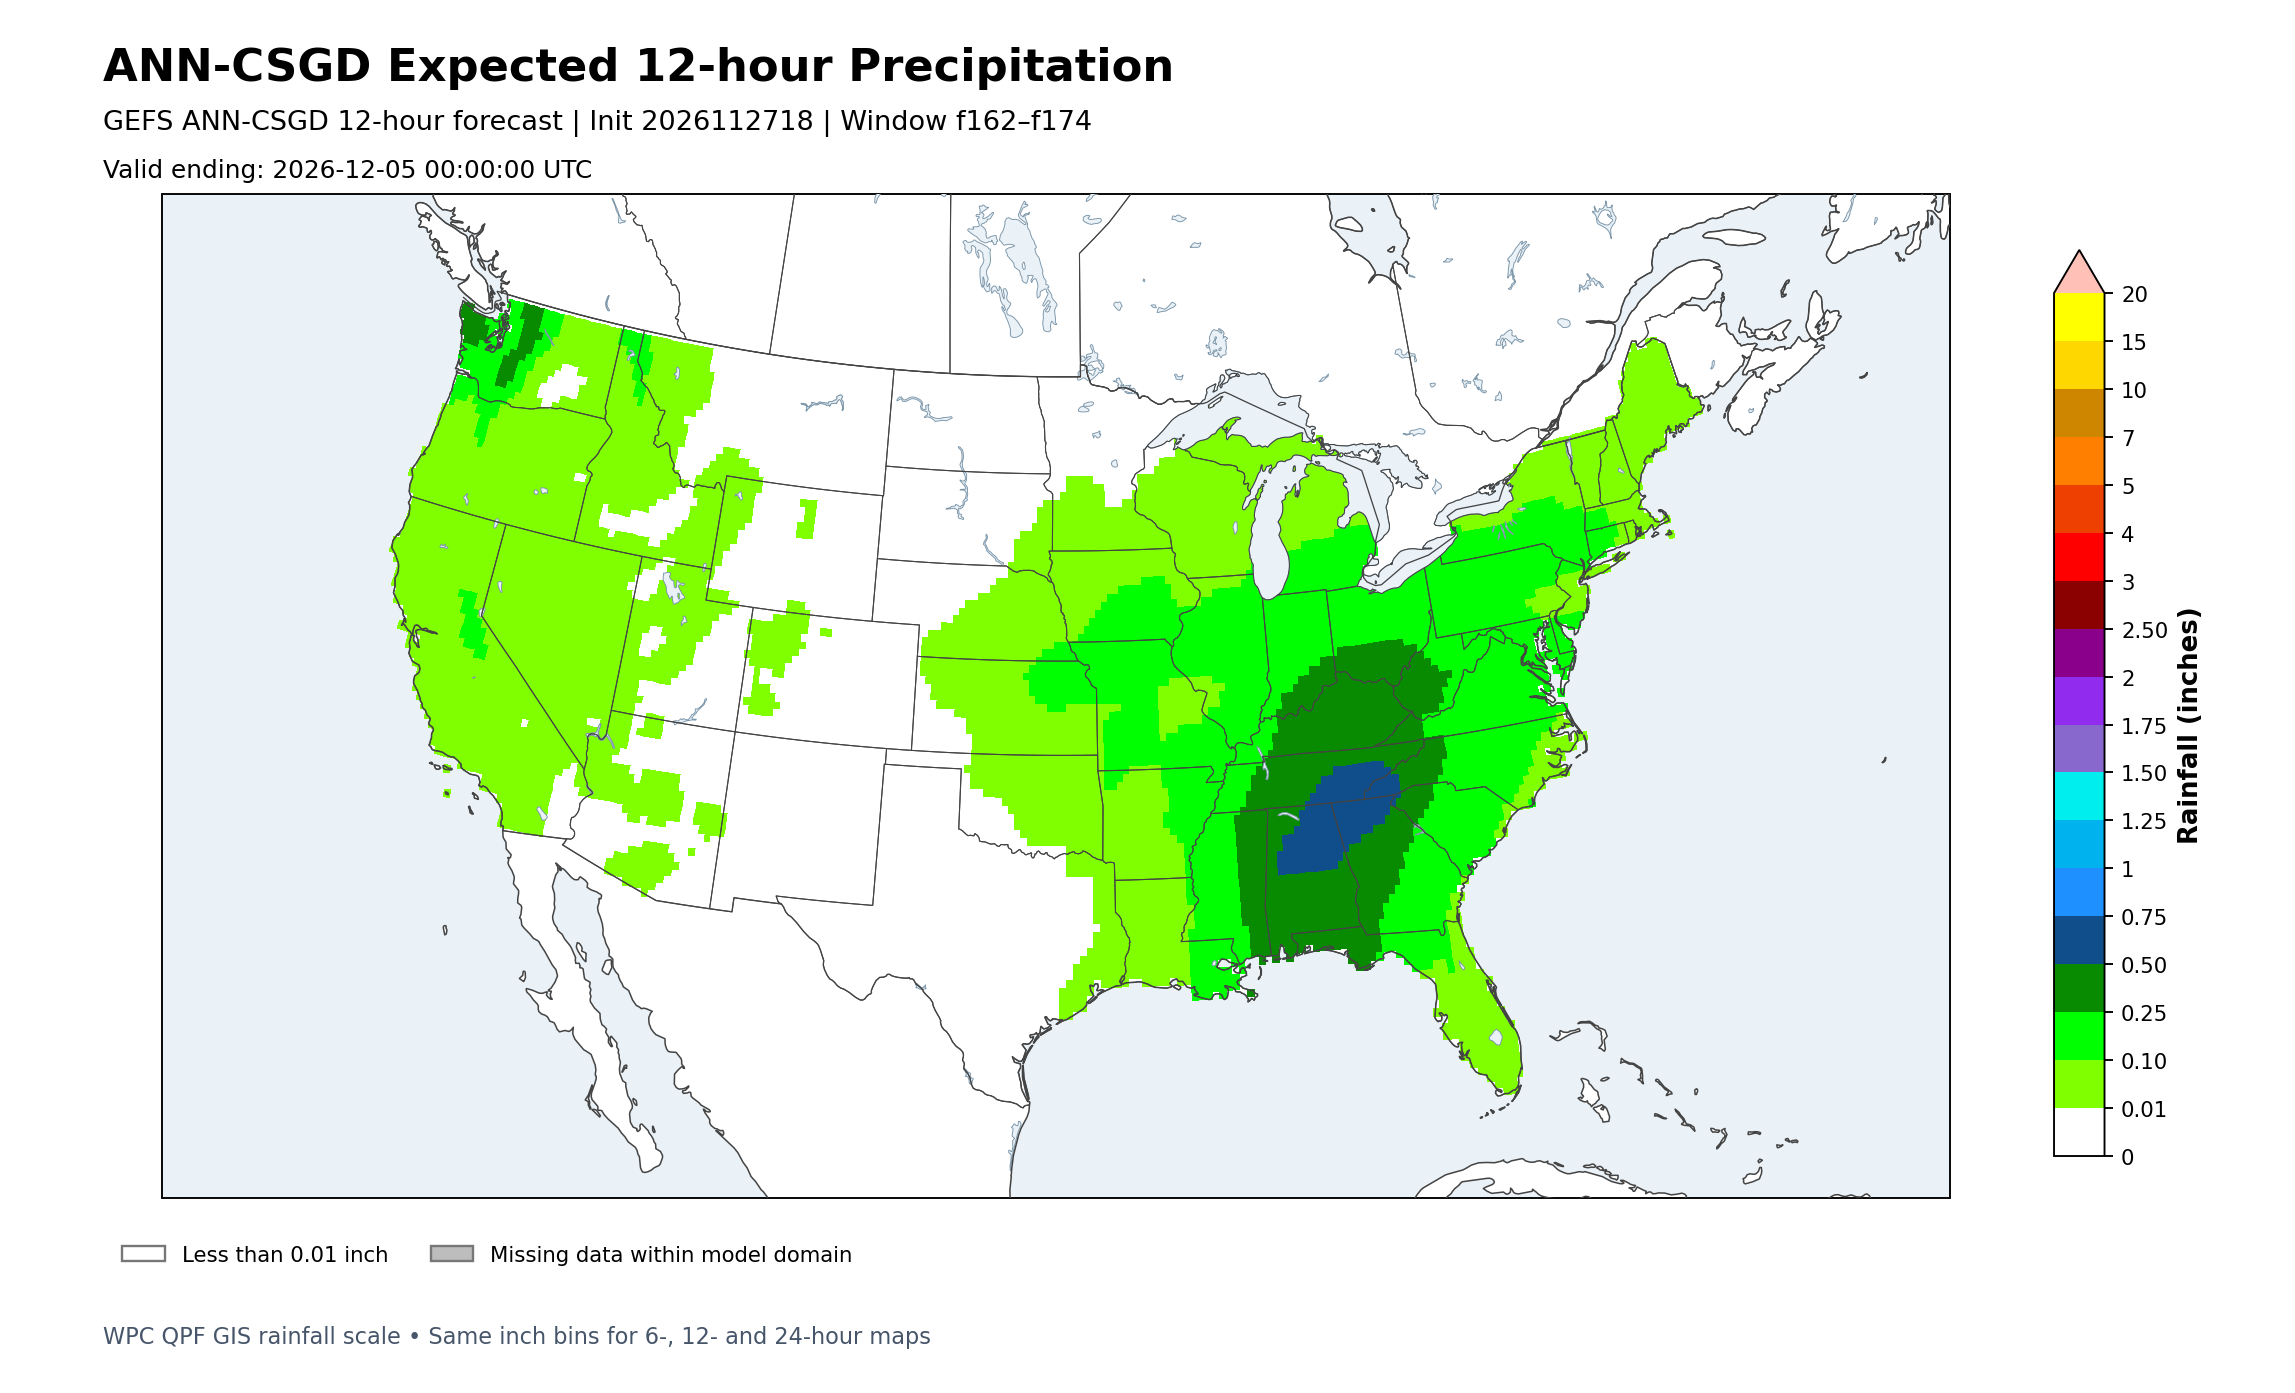 ANN-CSGD Expected 12-hour Precipitation
GEFS ANN-CSGD 12-hour forecast | Init 2026112718 | Window f162–f174
Valid ending: 2026-12-05 00:00:00 UTC
20
15
10
7
5
4
3
2.50
2
1.75
1.50
1.25
1
0.75
0.50
0.25
0.10
0.01
0
Rainfall (inches)
Less than 0.01 inch
Missing data within model domain
WPC QPF GIS rainfall scale • Same inch bins for 6-, 12- and 24-hour maps